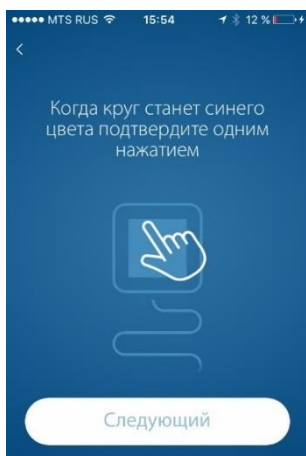 MTS RUS 15:54 12 %
Когда круг станет синего
цвета подтвердите одним
нажатием
Следующий